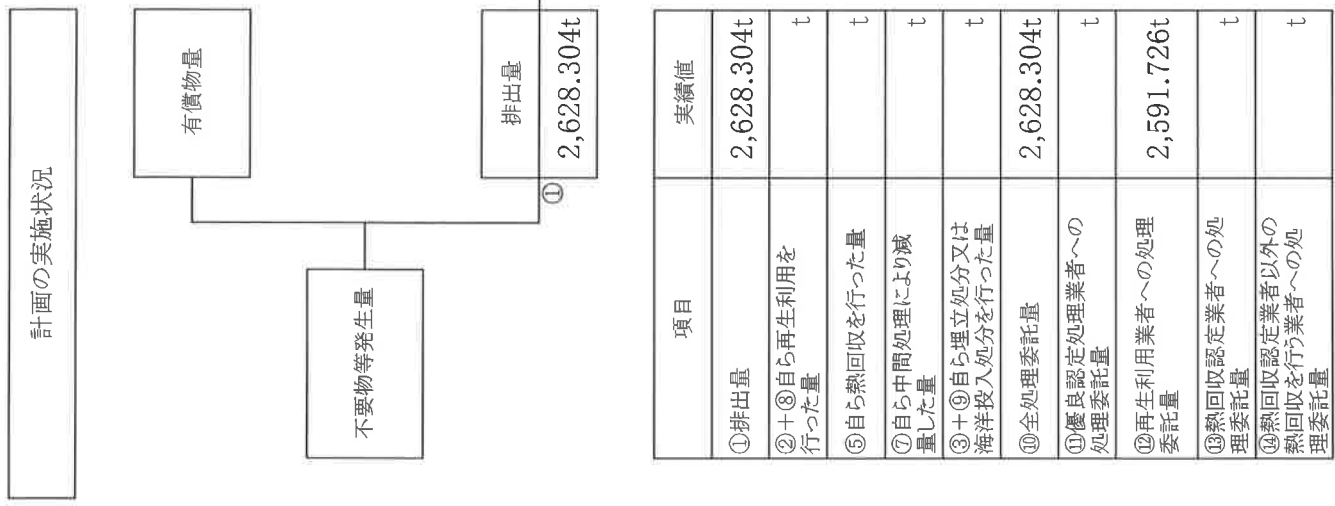 計画の実施状況
有償物量
不要物等発生量
排出量
①
2,628.304t
項目
実績値
①排出量
2,628.304t
②+⑧自ら再生利用を
行った量
t
⑤自ら熱回収を行った量
t
⑦自ら中間処理により減
量した量
t
③+⑨自ら埋立処分又は
海洋投入処分を行った量
t
⑩全処理委託量
2,628.304t
⑪優良認定処理業者への
処理委託量
t
⑫再生利用業者への処理
委託量
2,591.726t
⑬熱回収認定業者への処
理委託量
t
⑭熱回収認定業者以外の
熱回収を行う業者への処
理委託量
t